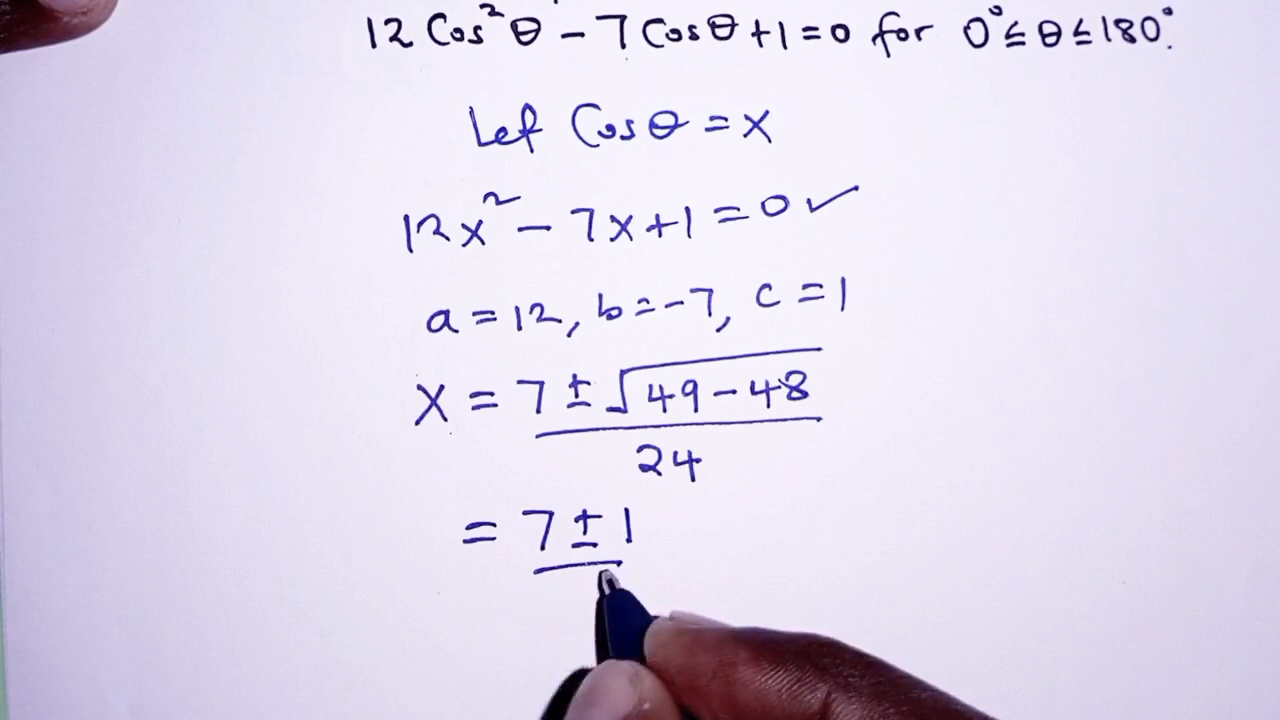 12 Cos²θ - 7 Cosθ + 1 = 0 for 0° ≤ θ ≤ 180°.
Let Cosθ = x
12x² - 7x + 1 = 0 ✓
a = 12, b = -7, c = 1
x = 7 ± √49 - 48
24
= 7 ± 1